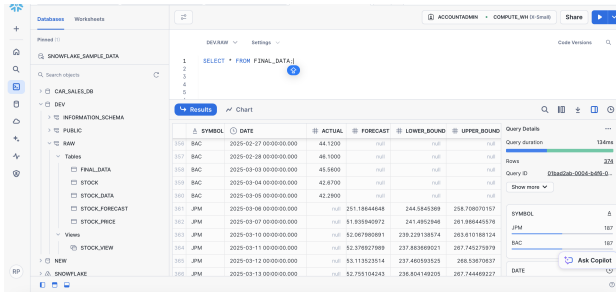 Databases Worksheets
ACCOUNTADMIN • COMPUTE_WH (X-Small) Share
Pinned (1)
SNOWFLAKE_SAMPLE_DATA
Search objects
CAR_SALES_DB
DEV
INFORMATION_SCHEMA
PUBLIC
RAW
Tables
FINAL_DATA
STOCK
STOCK_DATA
STOCK_FORECAST
STOCK_PRICE
Views
STOCK_VIEW
NEW
SNOWFLAKE
RP
DEV.RAW Settings Code Versions
1 SELECT * FROM FINAL_DATA;
2
3
4
5
Results Chart
SYMBOL DATE ACTUAL FORECAST LOWER_BOUND UPPER_BOUND
356 BAC 2025-02-27 00:00:00.000 44.1200 null null null
357 BAC 2025-02-28 00:00:00.000 46.1000 null null null
358 BAC 2025-03-03 00:00:00.000 45.5600 null null null
359 BAC 2025-03-04 00:00:00.000 42.6700 null null null
360 BAC 2025-03-05 00:00:00.000 42.2900 null null null
361 JPM 2025-03-06 00:00:00.000 null 251.18644648 244.5845369 258.708070157
362 JPM 2025-03-07 00:00:00.000 null 51.935940972 241.4952946 261.986445576
363 JPM 2025-03-10 00:00:00.000 null 52.067980891 239.229138574 263.610188124
364 JPM 2025-03-11 00:00:00.000 null 52.376927989 237.863669021 267.745275979
365 JPM 2025-03-12 00:00:00.000 null 53.113523514 237.460593525 268.53670637
366 JPM 2025-03-13 00:00:00.000 null 52.755104243 236.804149205 267.744469227
Query Details
Query duration 134ms
Rows 374
Query ID
Show more
SYMBOL
JPM 187
BAC 187
Ask Copilot
DATE